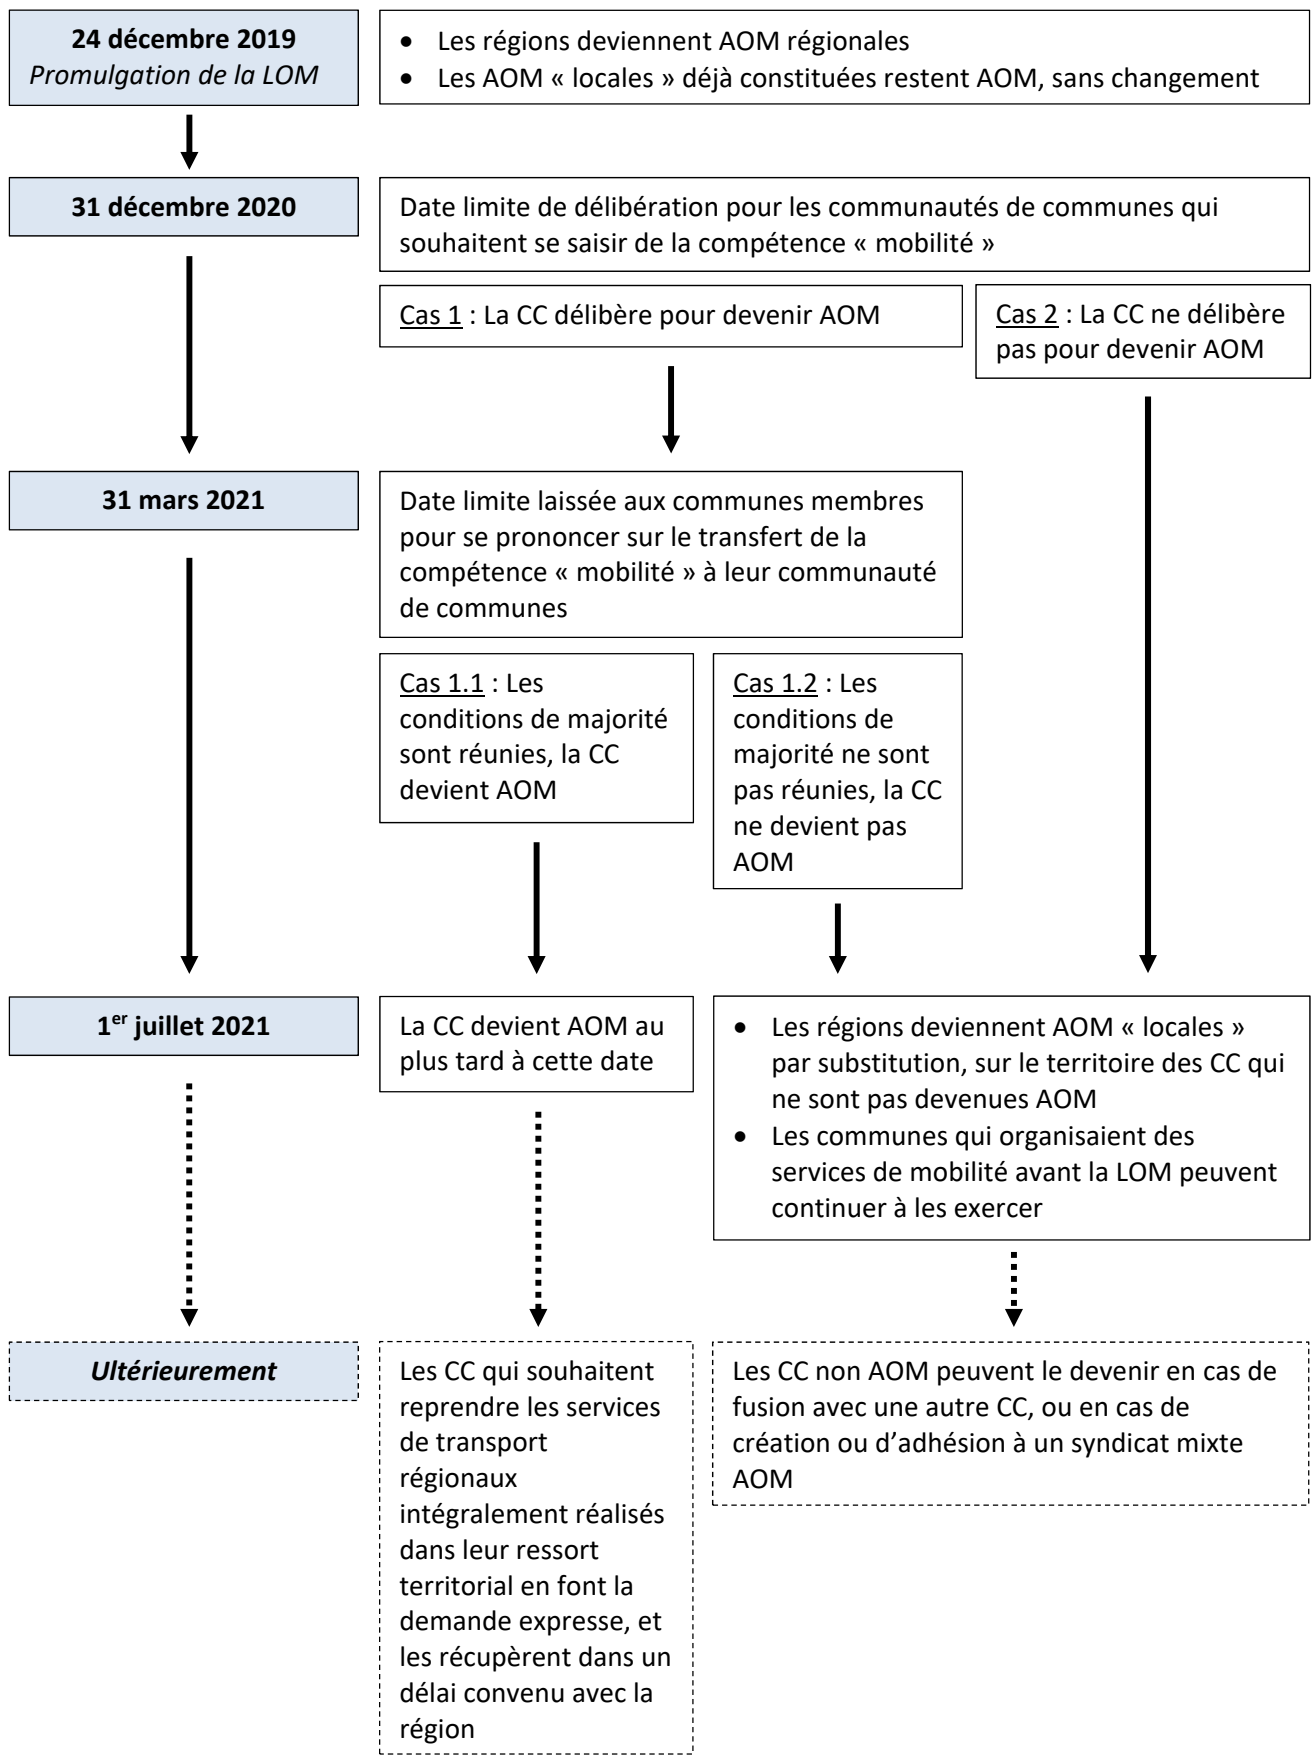 24 décembre 2019
Promulgation de la LOM
• Les régions deviennent AOM régionales
• Les AOM « locales » déjà constituées restent AOM, sans changement
31 décembre 2020
Date limite de délibération pour les communautés de communes qui
souhaitent se saisir de la compétence « mobilité »
Cas 1 : La CC délibère pour devenir AOM
Cas 2 : La CC ne délibère
pas pour devenir AOM
31 mars 2021
Date limite laissée aux communes membres
pour se prononcer sur le transfert de la
compétence « mobilité » à leur communauté
de communes
Cas 1.1 : Les
conditions de majorité
sont réunies, la CC
devient AOM
Cas 1.2 : Les
conditions de
majorité ne sont
pas réunies, la CC
ne devient pas
AOM
1er juillet 2021
La CC devient AOM au
plus tard à cette date
• Les régions deviennent AOM « locales »
par substitution, sur le territoire des CC qui
ne sont pas devenues AOM
• Les communes qui organisaient des
services de mobilité avant la LOM peuvent
continuer à les exercer
Ultérieurement
Les CC qui souhaitent
reprendre les services
de transport
régionaux
intégralement réalisés
dans leur ressort
territorial en font la
demande expresse, et
les récupèrent dans un
délai convenu avec la
région
Les CC non AOM peuvent le devenir en cas de
fusion avec une autre CC, ou en cas de
création ou d’adhésion à un syndicat mixte
AOM